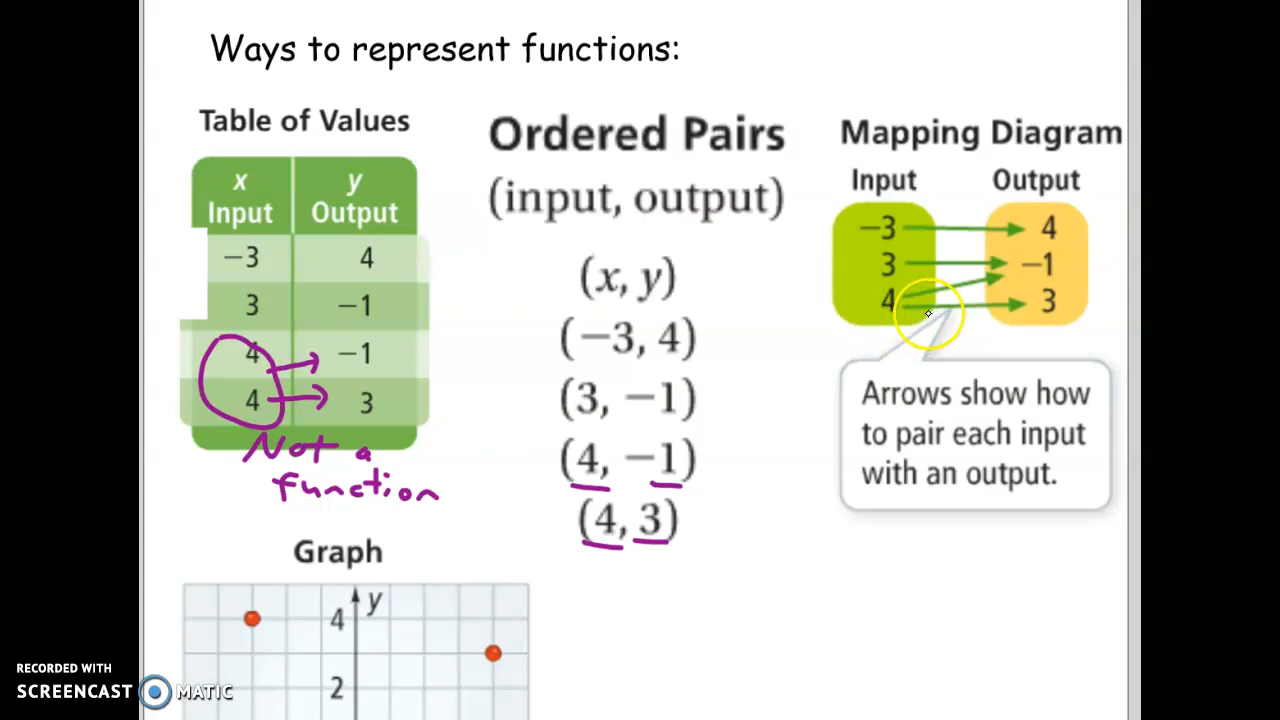 Ways to represent functions:
Table of Values
x y
Input Output
−3 4
3 −1
4 −1
4 3
Not a
function
Ordered Pairs
(input, output)
(x, y)
(−3, 4)
(3, −1)
(4, −1)
(4, 3)
Mapping Diagram
Input Output
−3 4
3 −1
4 3
Arrows show how
to pair each input
with an output.
Graph
y
4
2
RECORDED WITH
SCREENCAST MATIC